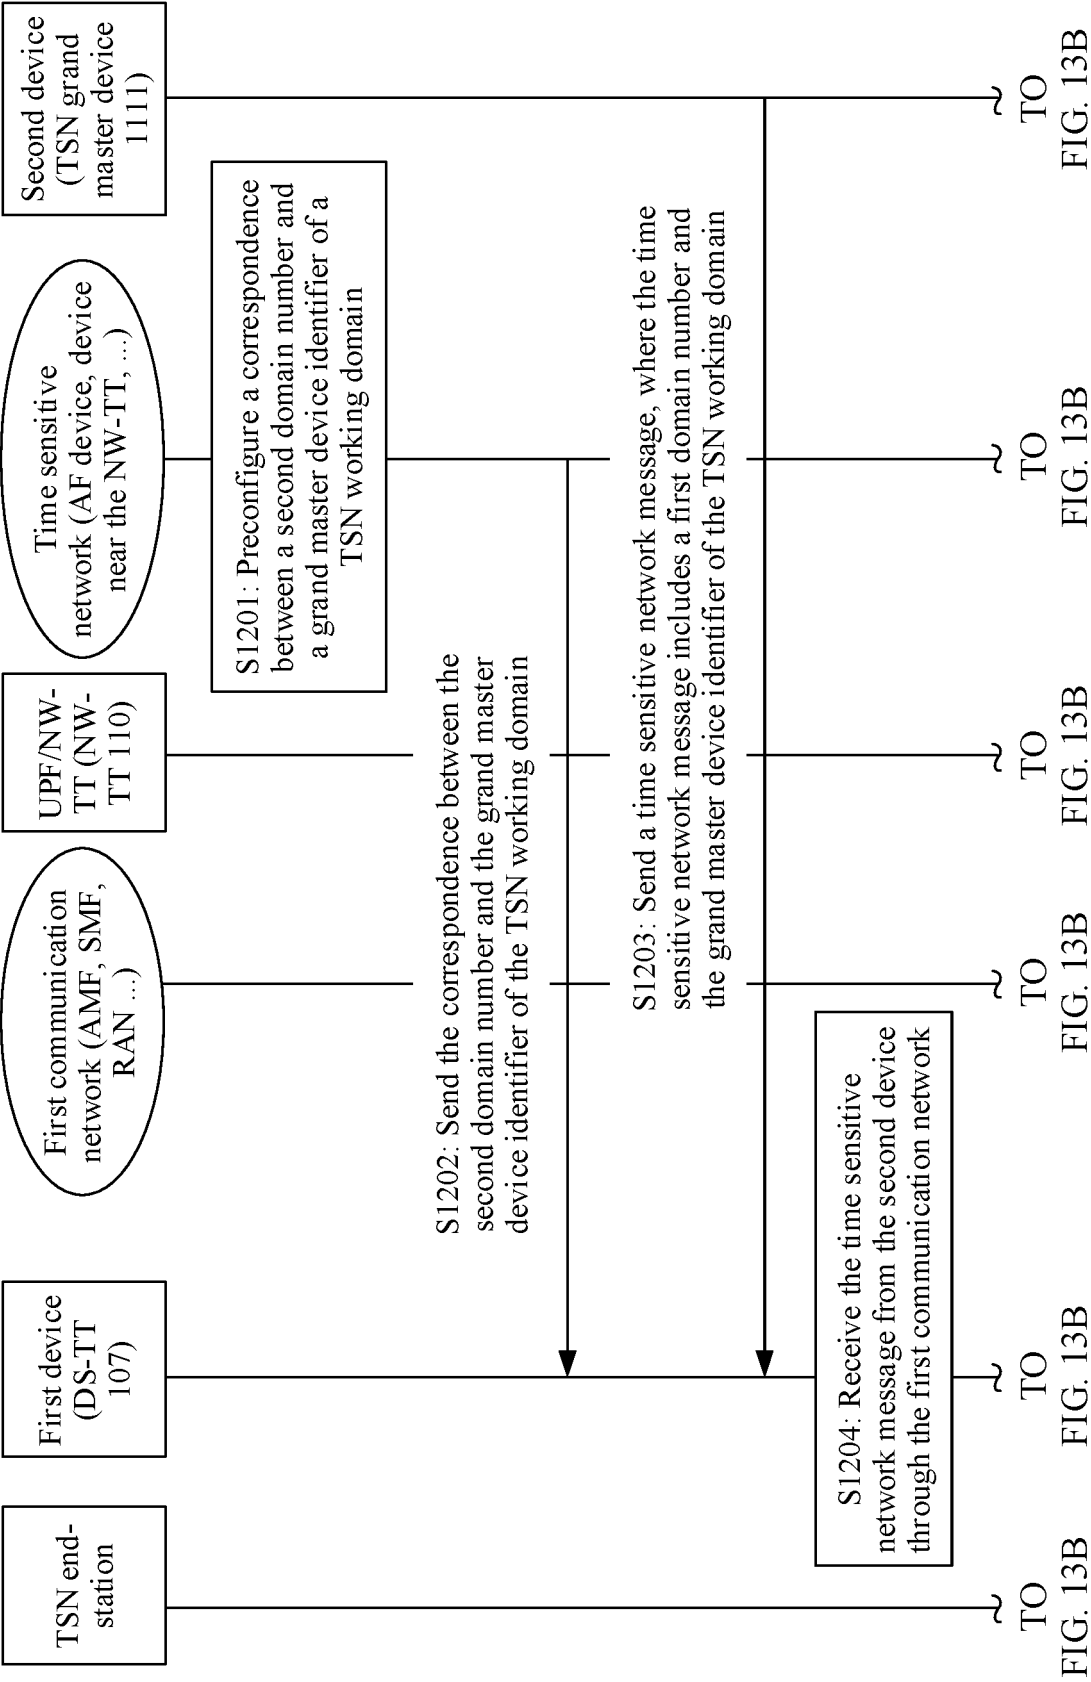 TSN end-
station
First device
(DS-TT
107)
First communication
network (AMF, SMF,
RAN ...)
UPF/NW-
TT (NW-
TT 110)
Time sensitive
network (AF device, device
near the NW-TT, ...)
Second device
(TSN grand
master device
1111)
S1201: Preconfigure a correspondence
between a second domain number and
a grand master device identifier of a
TSN working domain
S1202: Send the correspondence between the
second domain number and the grand master
device identifier of the TSN working domain
S1203: Send a time sensitive network message, where the time
sensitive network message includes a first domain number and
the grand master device identifier of the TSN working domain
S1204: Receive the time sensitive
network message from the second device
through the first communication network
TO
FIG. 13B
TO
FIG. 13B
TO
FIG. 13B
TO
FIG. 13B
TO
FIG. 13B
TO
FIG. 13B